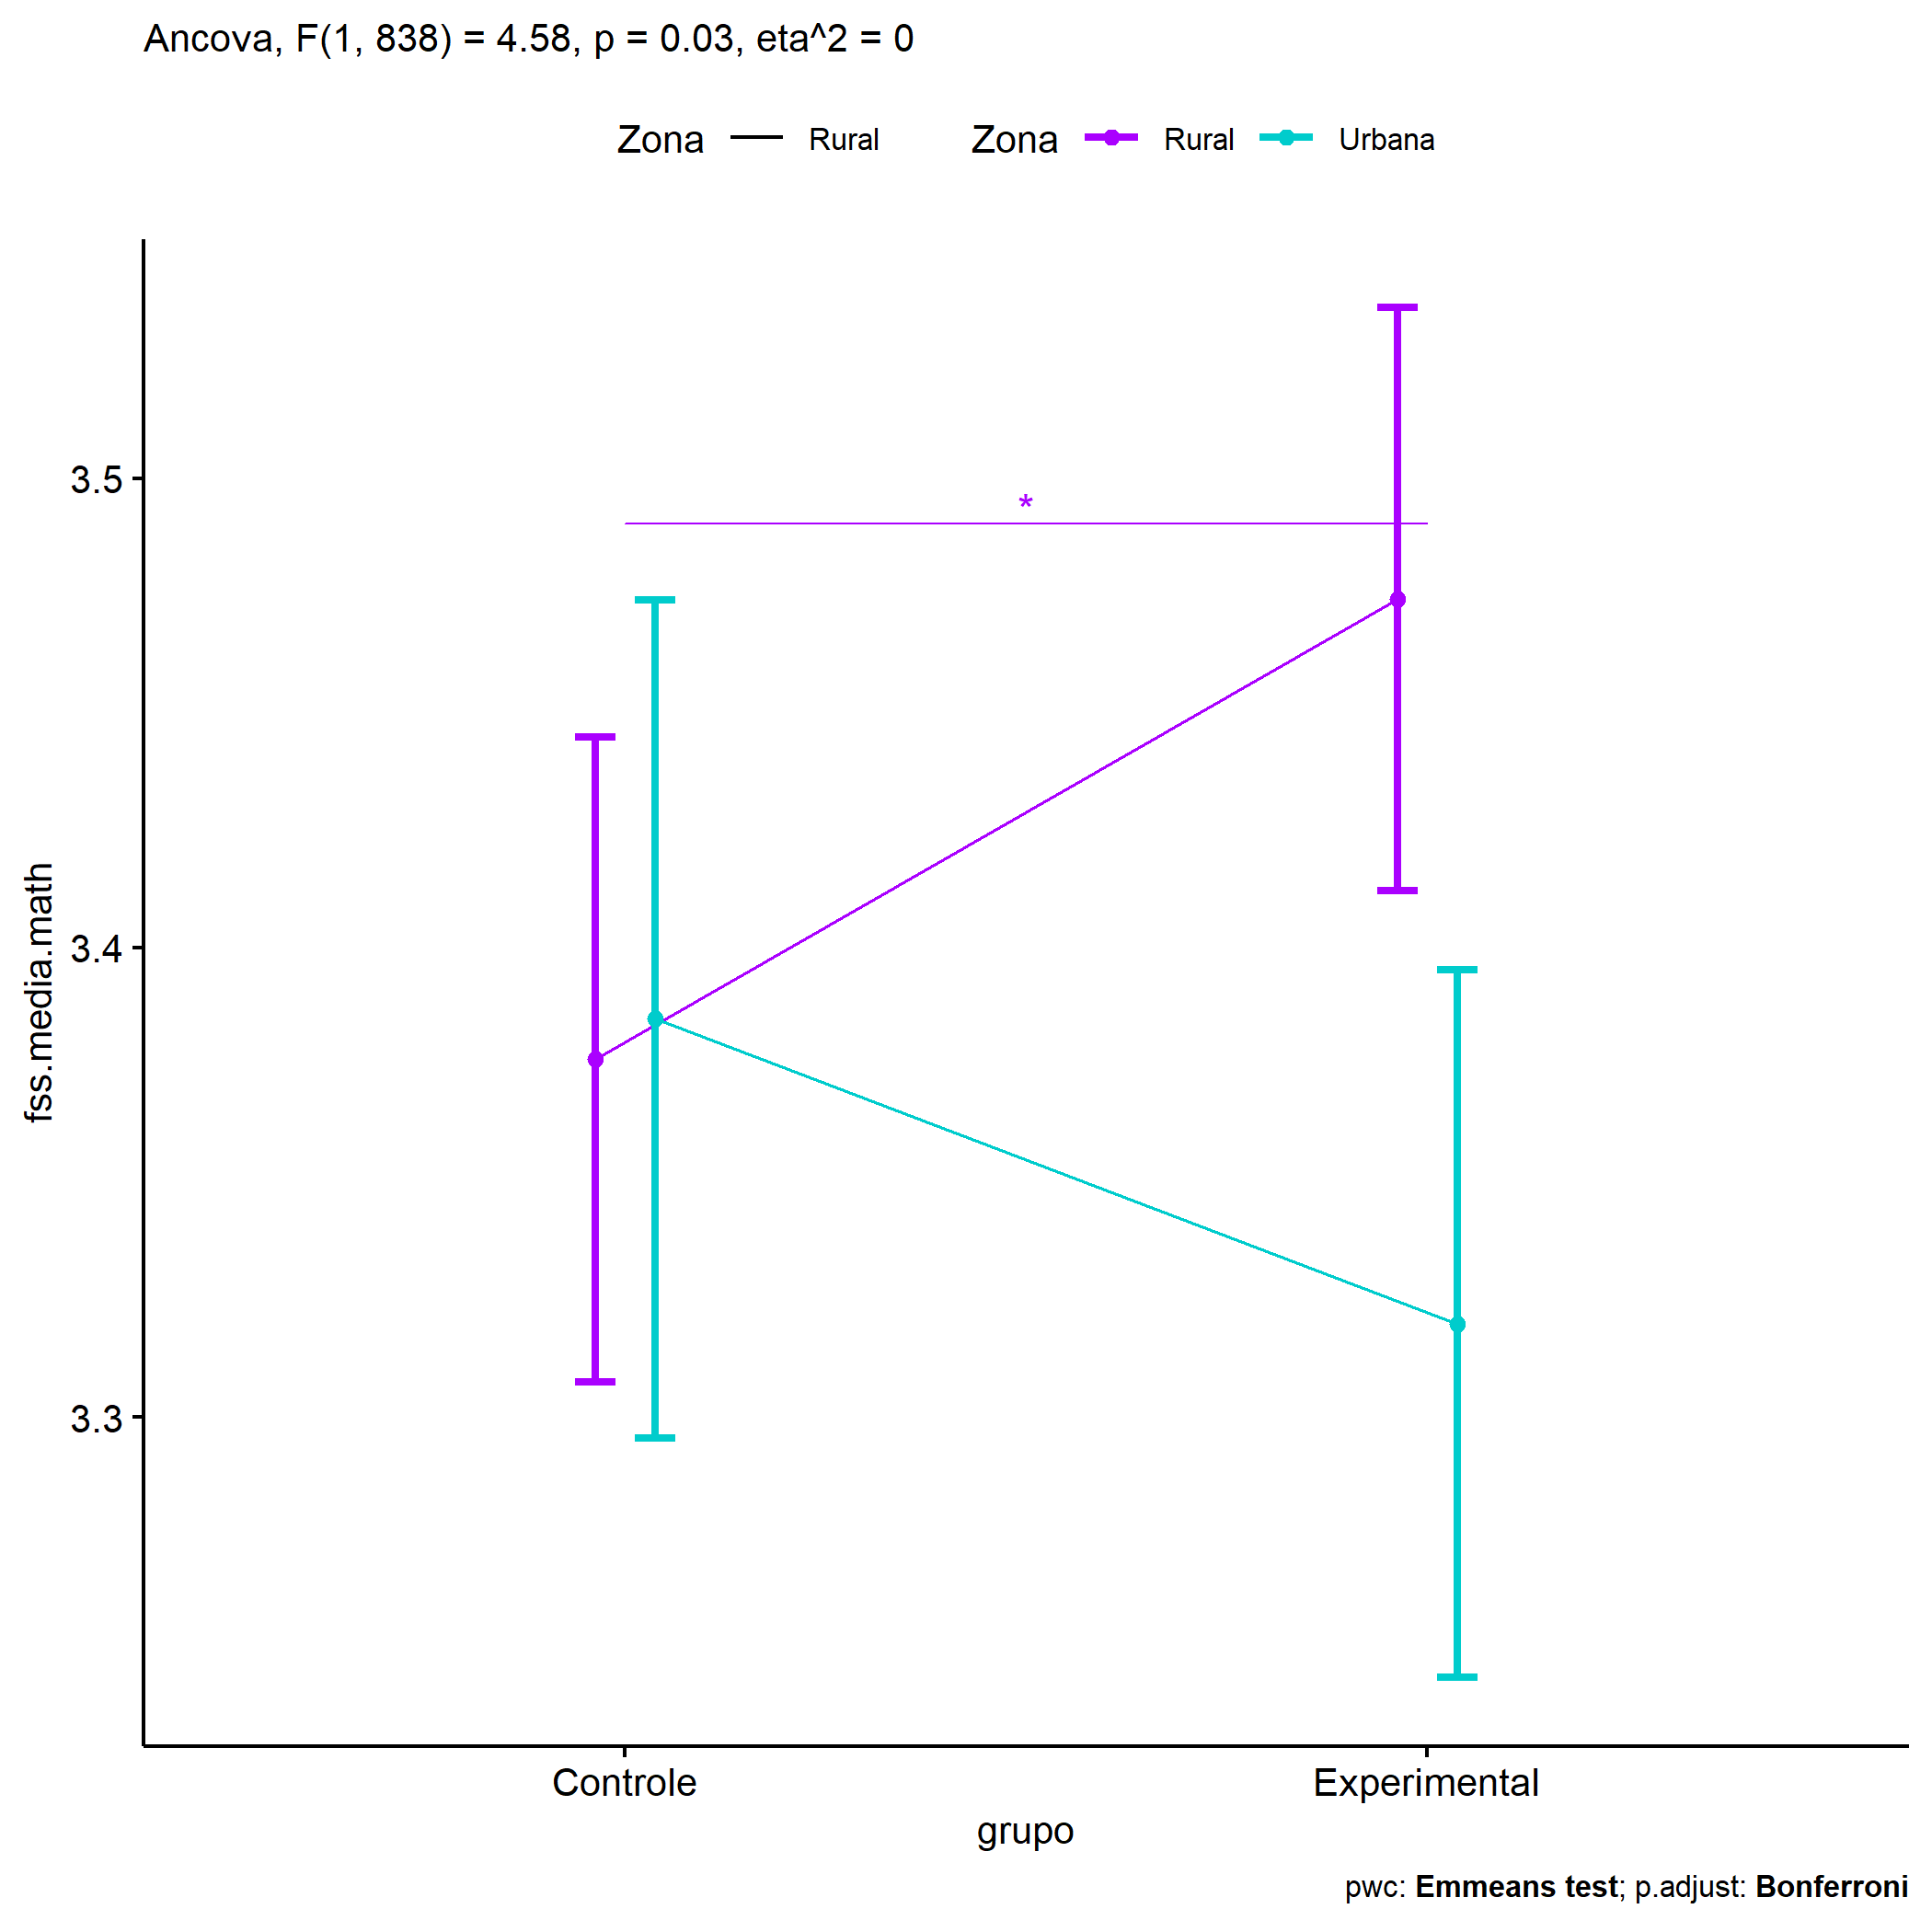 Ancova, F(1, 838) = 4.58, p = 0.03, eta^2 = 0
Zona Rural Zona Rural Urbana
*
3.5
3.4
3.3
fss.media.math
Controle Experimental
grupo
pwc: Emmeans test; p.adjust: Bonferroni